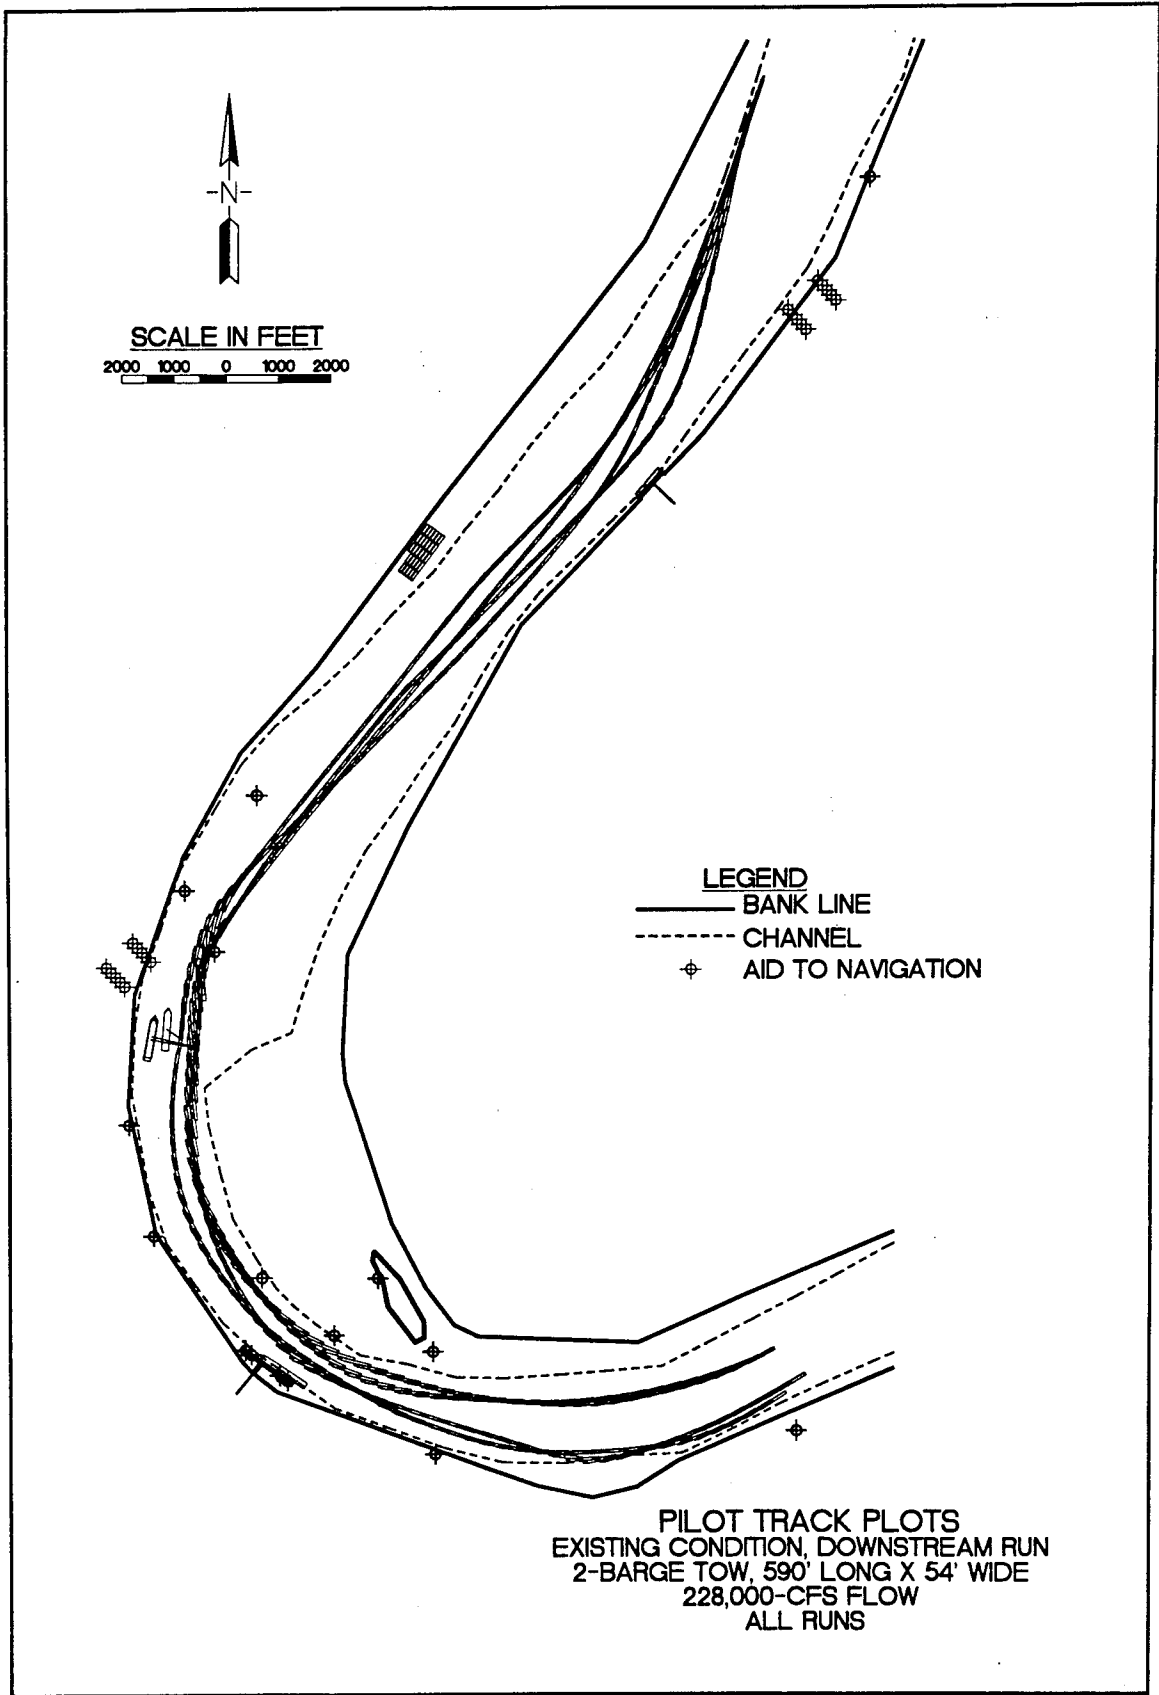 -N-
SCALE IN FEET
2000 1000 0 1000 2000
LEGEND
BANK LINE
CHANNEL
AID TO NAVIGATION
PILOT TRACK PLOTS
EXISTING CONDITION, DOWNSTREAM RUN
2-BARGE TOW, 590' LONG X 54' WIDE
228,000-CFS FLOW
ALL RUNS